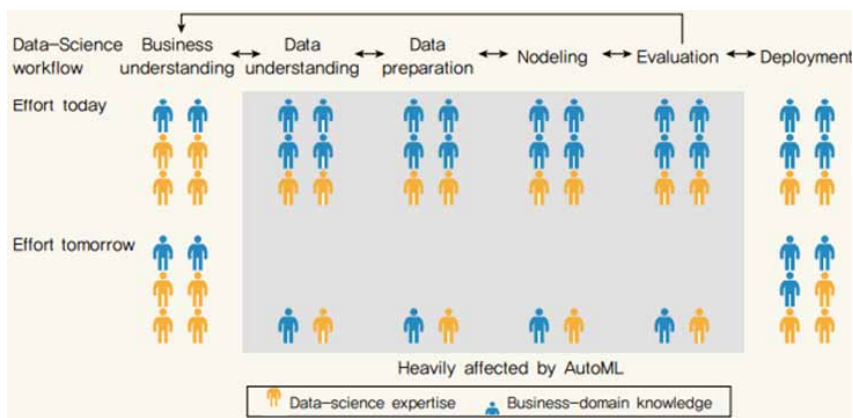 Data–Science workflow
Business understanding
Data understanding
Data preparation
Nodeling
Evaluation
Deployment
Effort today
Effort tomorrow
Heavily affected by AutoML
Data–science expertise
Business–domain knowledge